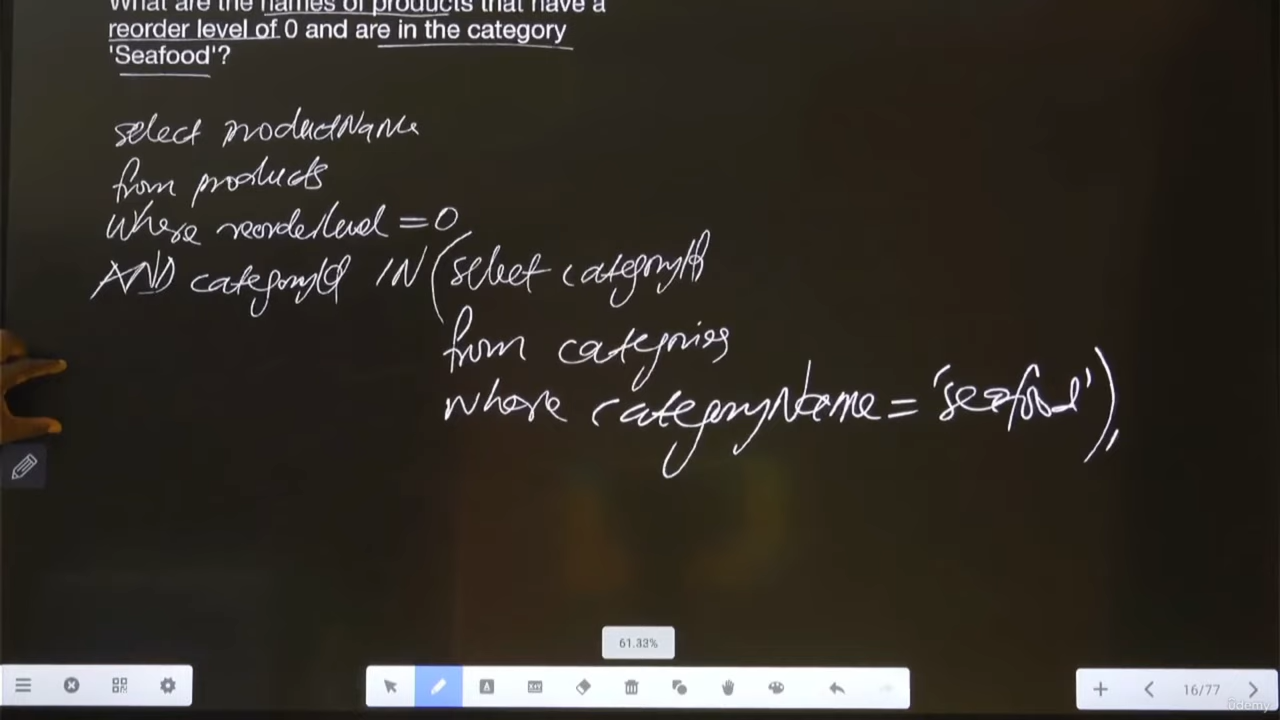 What are the names of products that have a
reorder level of 0 and are in the category
'Seafood'?
select productName
from products
where reorderlevel = 0
AND categoryId IN (select categoryId
from categories
where categoryName = 'seafood');
61.33%
16/77
ûdemy